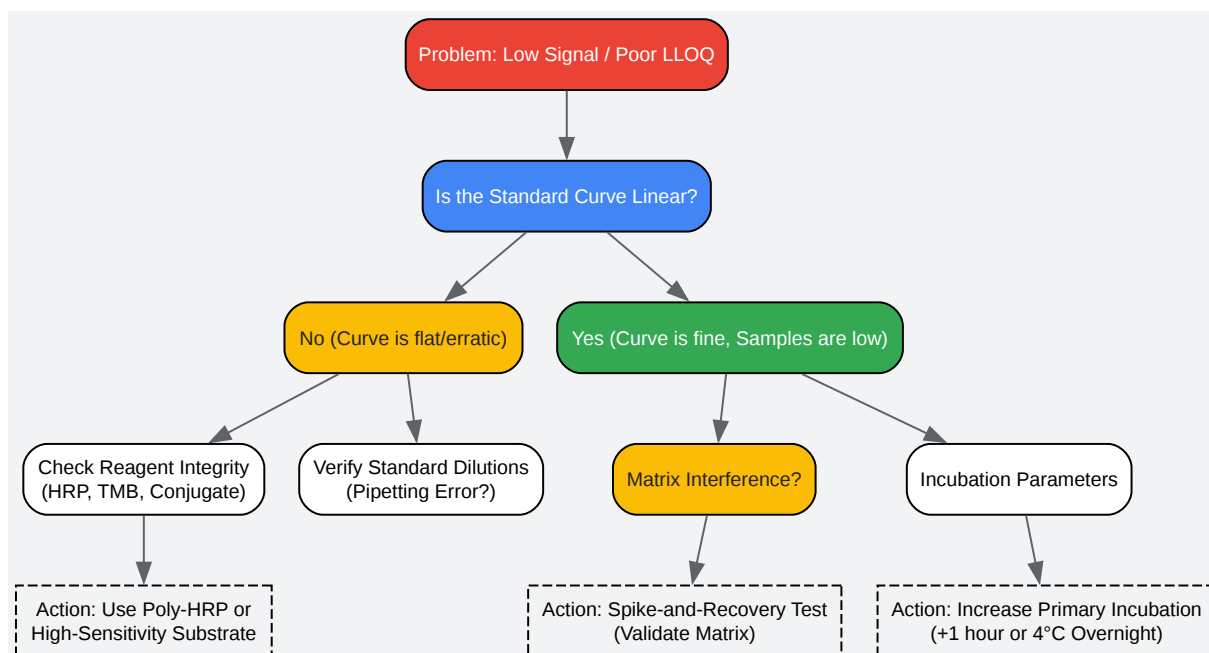 Problem: Low Signal / Poor LLOQ
Is the Standard Curve Linear?
No (Curve is flat/erratic)
Yes (Curve is fine, Samples are low)
Check Reagent Integrity
(HRP, TMB, Conjugate)
Verify Standard Dilutions
(Pipetting Error?)
Matrix Interference?
Incubation Parameters
Action: Use Poly-HRP or
High-Sensitivity Substrate
Action: Spike-and-Recovery Test
(Validate Matrix)
Action: Increase Primary Incubation
(+1 hour or 4°C Overnight)